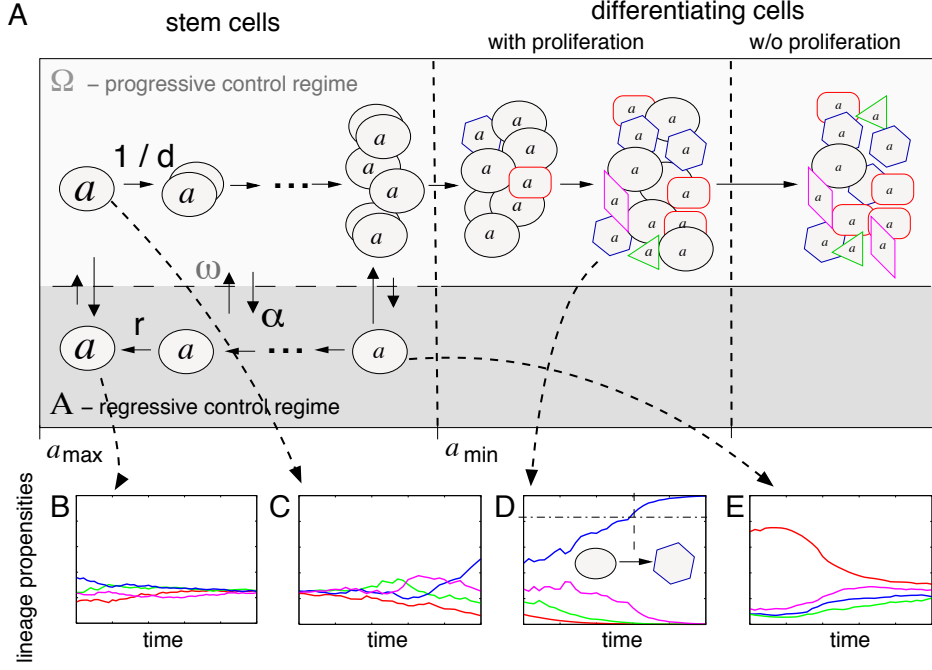 A
stem cells
differentiating cells
with proliferation
w/o proliferation
Ω – progressive control regime
1 / d
a a ... a a a a a a a a a a a a a a a a a a a a a a a
ω
α
r
a a ... a
A – regressive control regime
a max
a min
lineage propensities
B
C
D
E
time
time
time
time